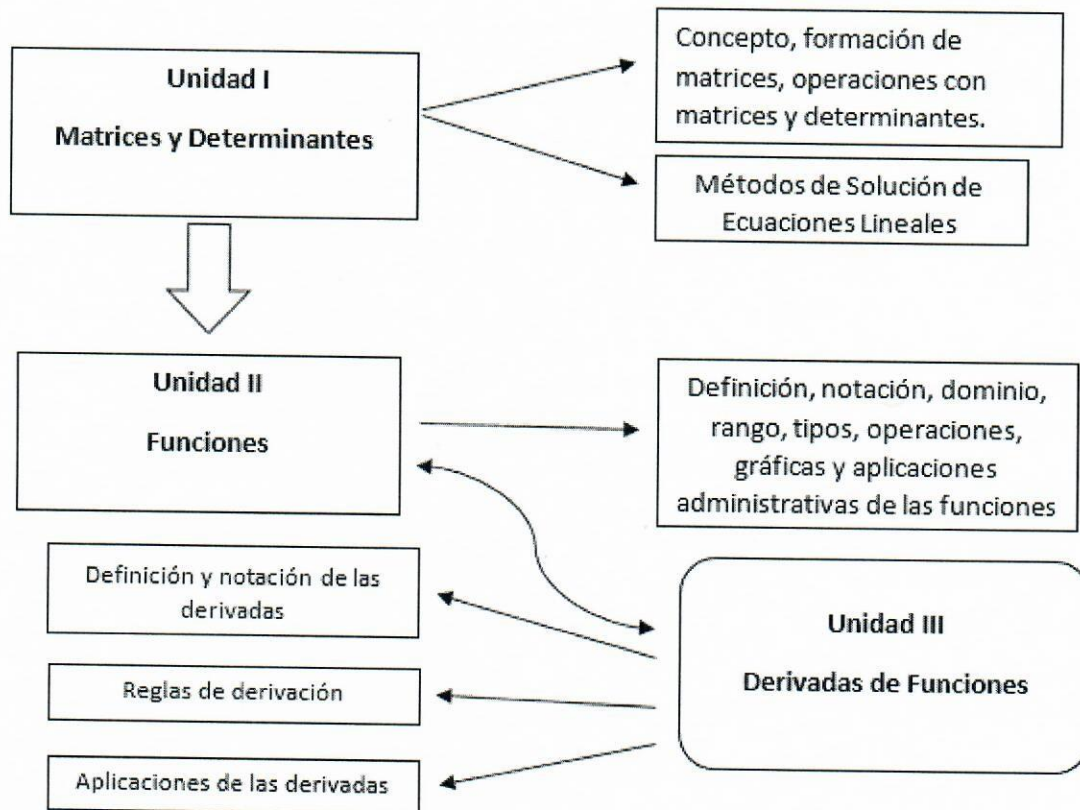 Unidad I
Matrices y Determinantes
Concepto, formación de
matrices, operaciones con
matrices y determinantes.
Métodos de Solución de
Ecuaciones Lineales
Unidad II
Funciones
Definición, notación, dominio,
rango, tipos, operaciones,
gráficas y aplicaciones
administrativas de las funciones
Unidad III
Derivadas de Funciones
Definición y notación de las
derivadas
Reglas de derivación
Aplicaciones de las derivadas